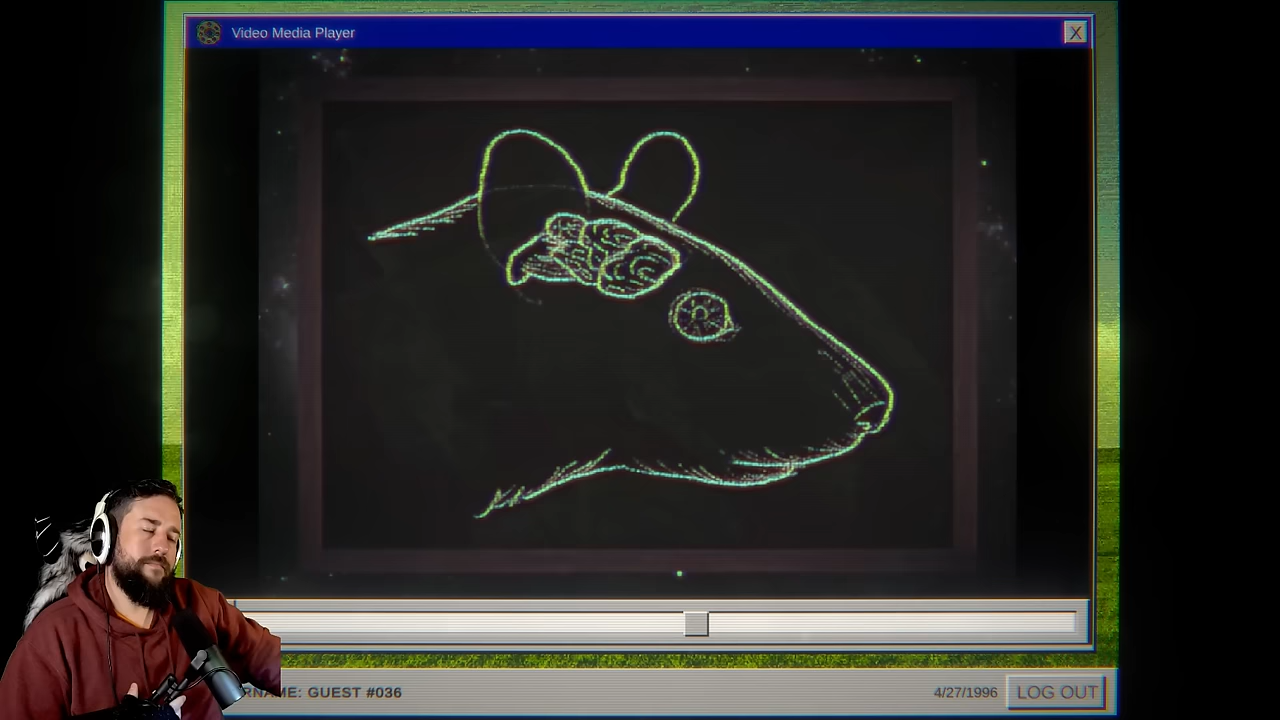 Video Media Player
X
RNAME: GUEST #036
4/27/1996
LOG OUT